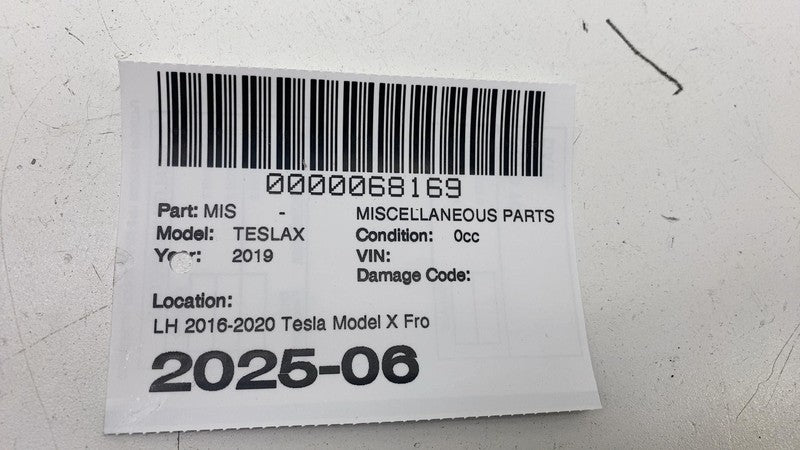 0000068169
Part: MIS - MISCELLANEOUS PARTS
Model: TESLAX Condition: 0cc
Year: 2019 VIN:
Damage Code:
Location:
LH 2016-2020 Tesla Model X Fro
2025-06